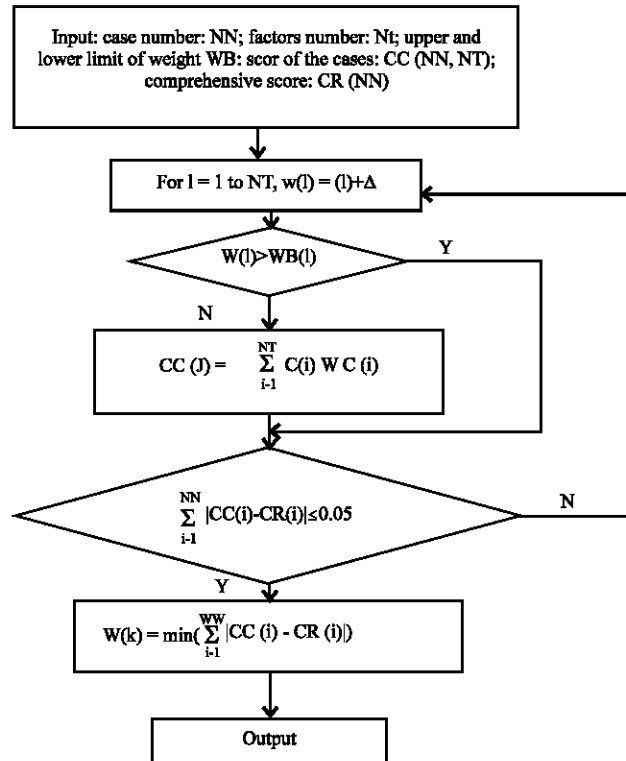 Input: case number: NN; factors number: Nt; upper and
lower limit of weight WB: scor of the cases: CC (NN, NT);
comprehensive score: CR (NN)
For l = 1 to NT, w(l) = (l)+Δ
W(l)>WB(l)
Y
N
NT
CC (J) = Σ C(i) W C (i)
i-1
NN
Σ |CC(i)-CR(i)|≤0.05
i-1
N
Y
WW
W(k) = min(Σ |CC (i) - CR (i)|)
i-1
Output